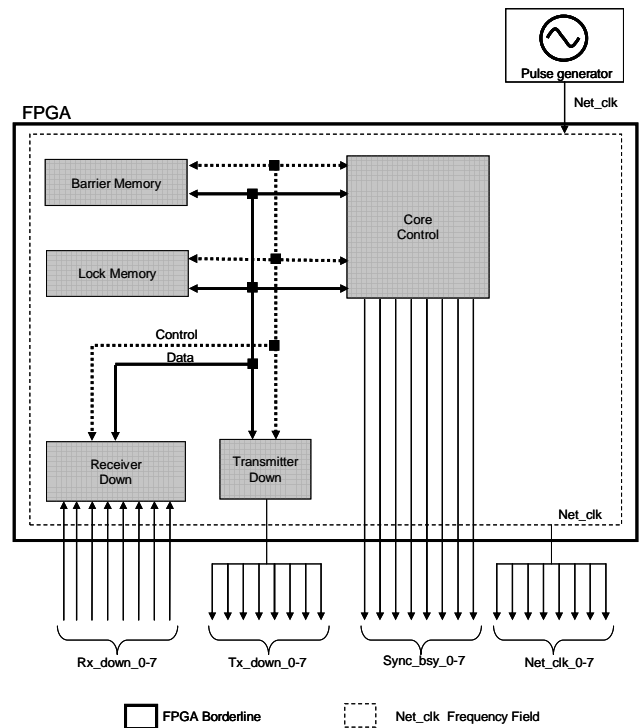 Pulse generator
Net_clk
FPGA
Barrier Memory
Core
Control
Lock Memory
Control
Data
Receiver
Down
Transmitter
Down
Net_clk
Rx_down_0-7
Tx_down_0-7
Sync_bsy_0-7
Net_clk_0-7
FPGA Borderline
Net_clk Frequency Field